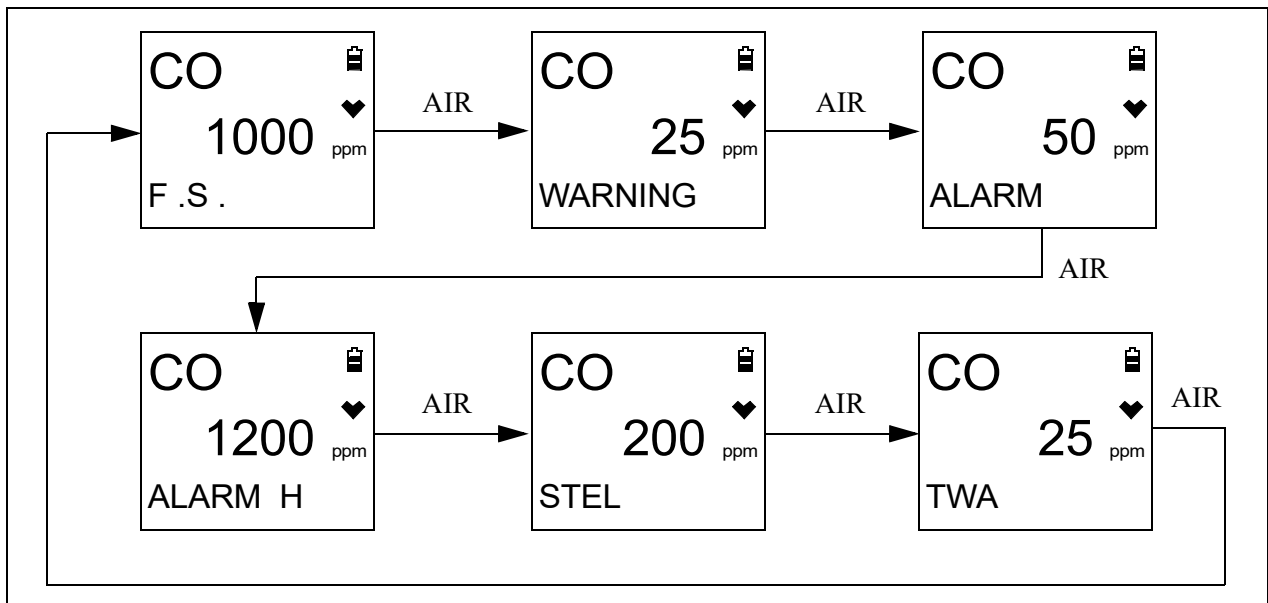 CO
1000 ppm
F .S .
AIR
CO
25 ppm
WARNING
AIR
CO
50 ppm
ALARM
AIR
CO
1200 ppm
ALARM H
AIR
CO
200 ppm
STEL
AIR
CO
25 ppm
TWA
AIR